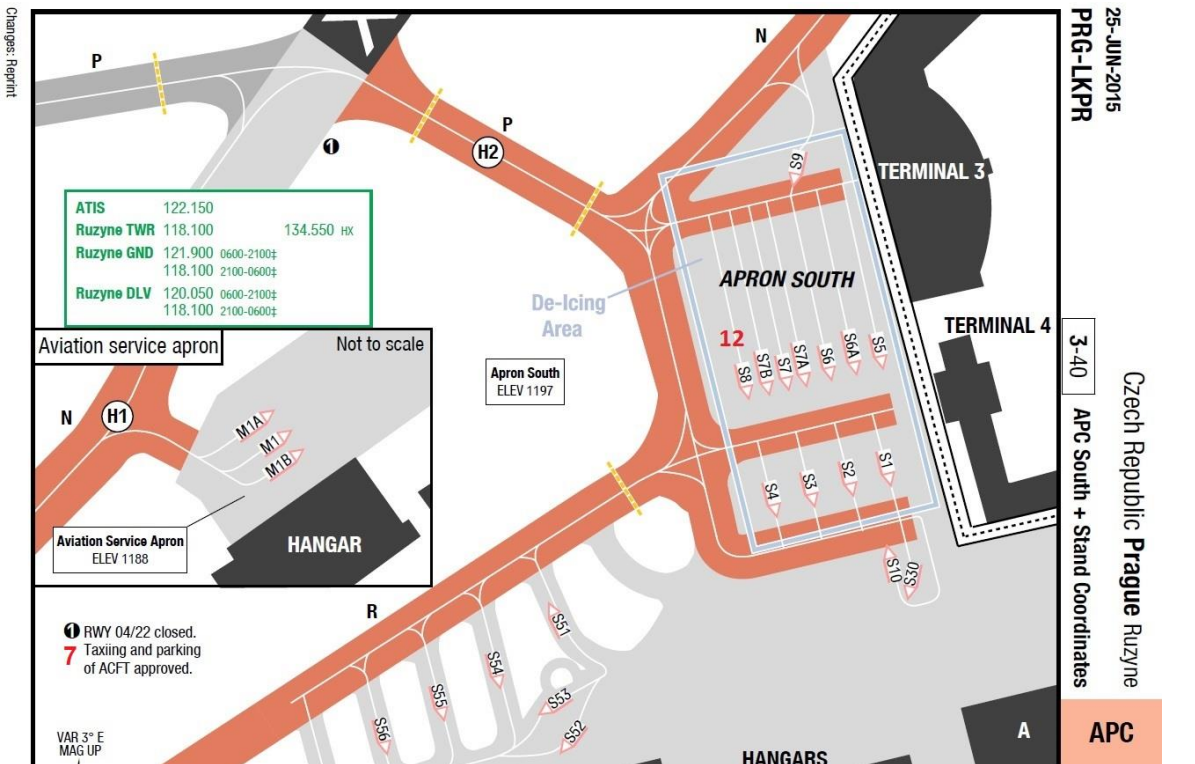 Changes: Reprint
25-JUN-2015
PRG-LKPR
Czech Republic Prague Ruzyne
3-40 APC South + Stand Coordinates
APC
P
N
P
H2
❶
S9
TERMINAL 3
ATIS 122.150
Ruzyne TWR 118.100 134.550 HX
Ruzyne GND 121.900 0600-2100‡
118.100 2100-0600‡
Ruzyne DLV 120.050 0600-2100‡
118.100 2100-0600‡
APRON SOUTH
De-Icing
Area
12
TERMINAL 4
S8
S7B
S7
S7A
S6
S6A
S5
Apron South
ELEV 1197
Aviation service apron
Not to scale
N
H1
M1A
M1
M1B
HANGAR
Aviation Service Apron
ELEV 1188
S4
S3
S2
S1
S10
S30
R
❶ RWY 04/22 closed.
7 Taxiing and parking
of ACFT approved.
S51
S54
S53
S55
S52
S56
VAR 3° E
MAG UP
HANGARS
A